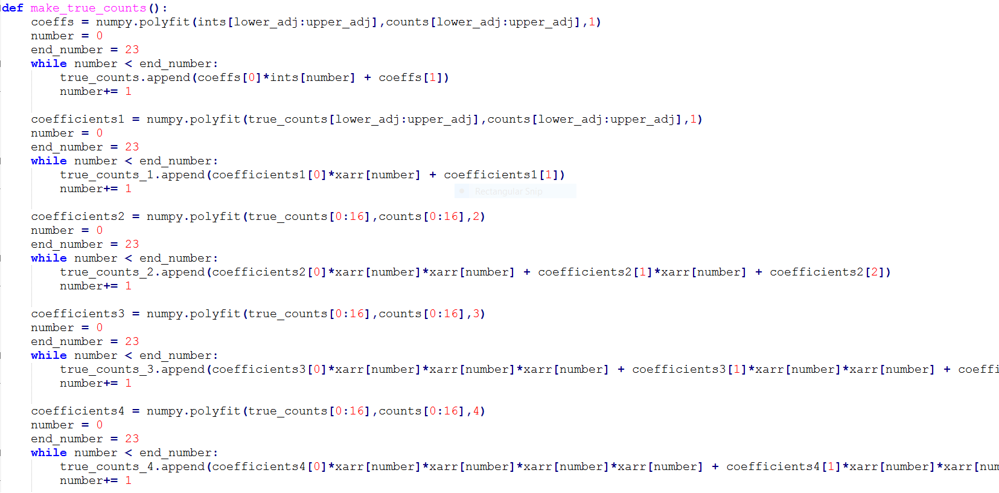 def make_true_counts():
    coeffs = numpy.polyfit(ints[lower_adj:upper_adj],counts[lower_adj:upper_adj],1)
    number = 0
    end_number = 23
    while number < end_number:
        true_counts.append(coeffs[0]*ints[number] + coeffs[1])
        number+= 1
    coefficients1 = numpy.polyfit(true_counts[lower_adj:upper_adj],counts[lower_adj:upper_adj],1)
    number = 0
    end_number = 23
    while number < end_number:
        true_counts_1.append(coefficients1[0]*xarr[number] + coefficients1[1])
        number+= 1
Rectangular Snip
    coefficients2 = numpy.polyfit(true_counts[0:16],counts[0:16],2)
    number = 0
    end_number = 23
    while number < end_number:
        true_counts_2.append(coefficients2[0]*xarr[number]*xarr[number] + coefficients2[1]*xarr[number] + coefficients2[2])
        number+= 1
    coefficients3 = numpy.polyfit(true_counts[0:16],counts[0:16],3)
    number = 0
    end_number = 23
    while number < end_number:
        true_counts_3.append(coefficients3[0]*xarr[number]*xarr[number]*xarr[number] + coefficients3[1]*xarr[number]*xarr[number] + coeffi
        number+= 1
    coefficients4 = numpy.polyfit(true_counts[0:16],counts[0:16],4)
    number = 0
    end_number = 23
    while number < end_number:
        true_counts_4.append(coefficients4[0]*xarr[number]*xarr[number]*xarr[number]*xarr[number] + coefficients4[1]*xarr[number]*xarr[num
        number+= 1